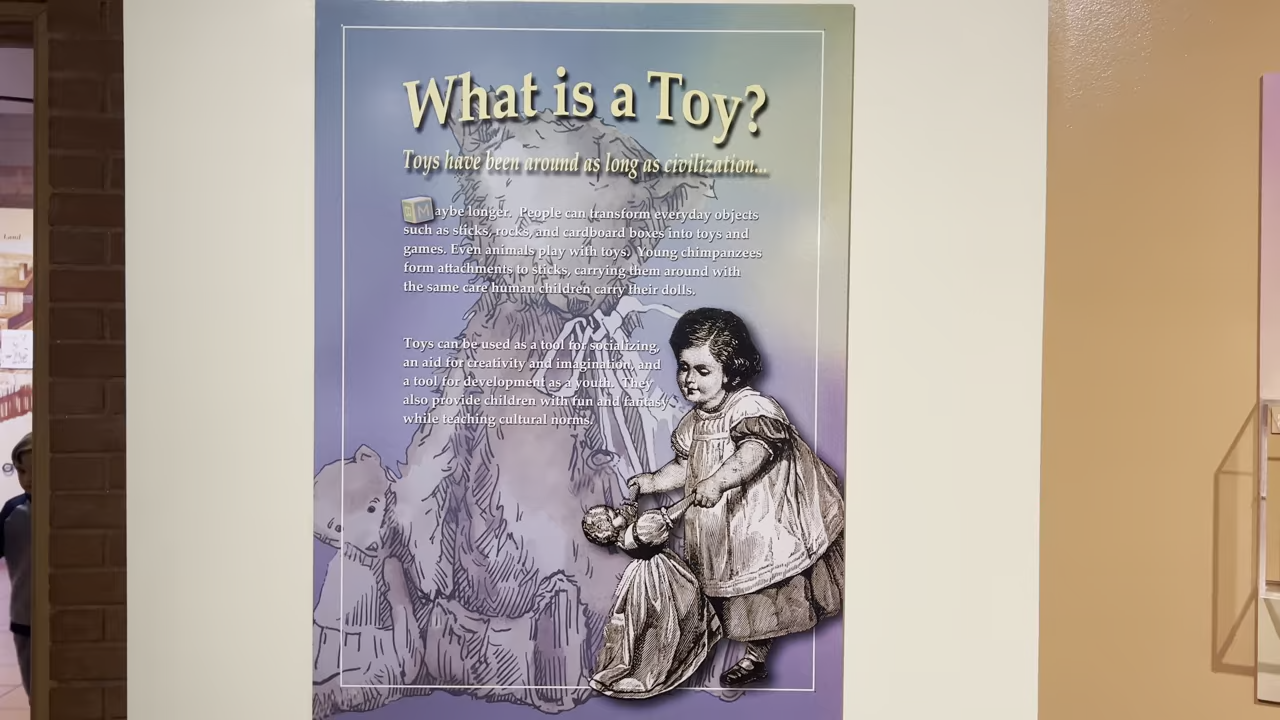 What is a Toy?
Toys have been around as long as civilization...
Maybe longer. People can transform everyday objects
such as sticks, rocks, and cardboard boxes into toys and
games. Even animals play with toys. Young chimpanzees
form attachments to sticks, carrying them around with
the same care human children carry their dolls.
Toys can be used as a tool for socializing,
an aid for creativity and imagination, and
a tool for development as a youth. They
also provide children with fun and fantasy
while teaching cultural norms.
Land